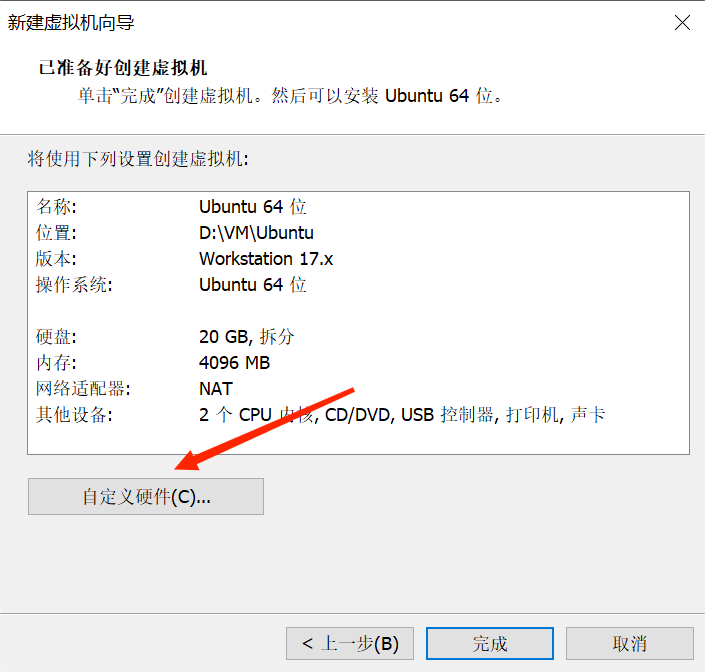 新建虚拟机向导
已准备好创建虚拟机
单击“完成”创建虚拟机。然后可以安装 Ubuntu 64 位。
将使用下列设置创建虚拟机:
名称: Ubuntu 64 位
位置: D:\VM\Ubuntu
版本: Workstation 17.x
操作系统: Ubuntu 64 位
硬盘: 20 GB, 拆分
内存: 4096 MB
网络适配器: NAT
其他设备: 2 个 CPU 内核, CD/DVD, USB 控制器, 打印机, 声卡
自定义硬件(C)...
< 上一步(B) 完成 取消